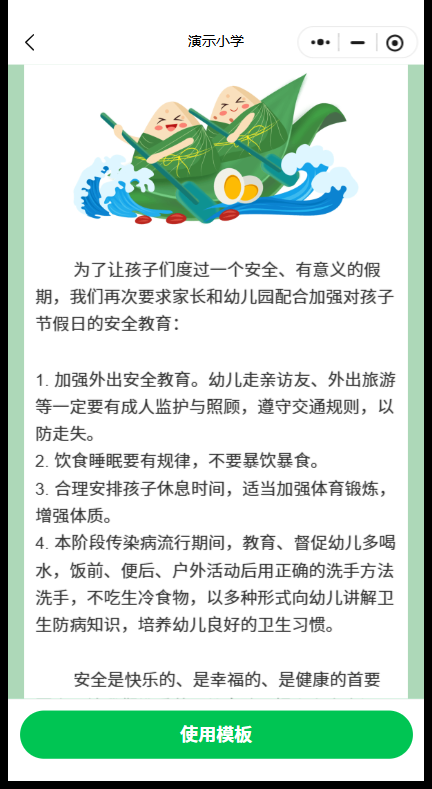 演示小学
为了让孩子们度过一个安全、有意义的假
期，我们再次要求家长和幼儿园配合加强对孩子
节假日的安全教育：
1. 加强外出安全教育。幼儿走亲访友、外出旅游
等一定要有成人监护与照顾，遵守交通规则，以
防走失。
2. 饮食睡眠要有规律，不要暴饮暴食。
3. 合理安排孩子休息时间，适当加强体育锻炼，
增强体质。
4. 本阶段传染病流行期间，教育、督促幼儿多喝
水，饭前、便后、户外活动后用正确的洗手方法
洗手，不吃生冷食物，以多种形式向幼儿讲解卫
生防病知识，培养幼儿良好的卫生习惯。
安全是快乐的、是幸福的、是健康的首要
使用模板